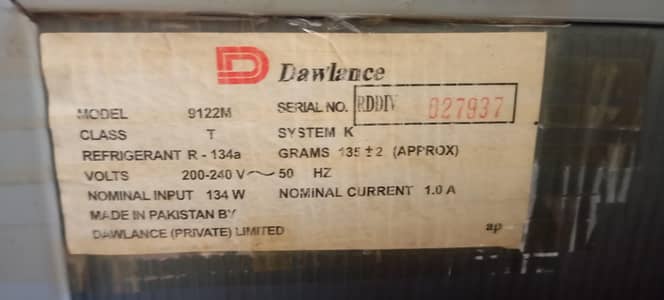 D Dawlance
MODEL 9122M SERIAL NO. RDDIV 027937
CLASS T SYSTEM K
REFRIGERANT R - 134a GRAMS 135 ± 2 (APPROX)
VOLTS 200-240 V ~ 50 HZ
NOMINAL INPUT 134 W NOMINAL CURRENT 1.0 A
MADE IN PAKISTAN BY
DAWLANCE (PRIVATE) LIMITED ap